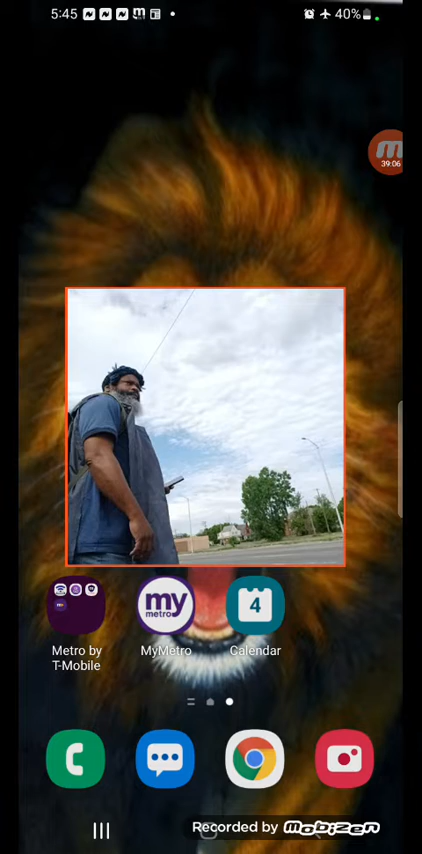 5:45
40%
39:06
my
metro
4
Metro by
T-Mobile
MyMetro
Calendar
Recorded by mobizen